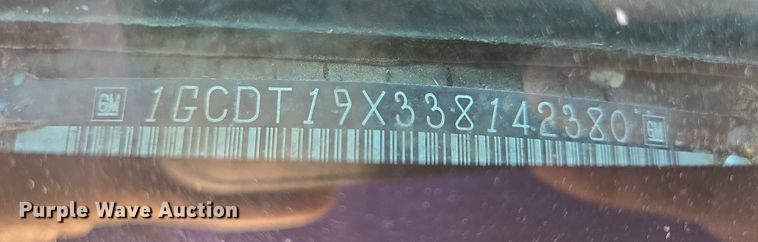 GM 1GCDT19X338142380 GM
Purple Wave Auction